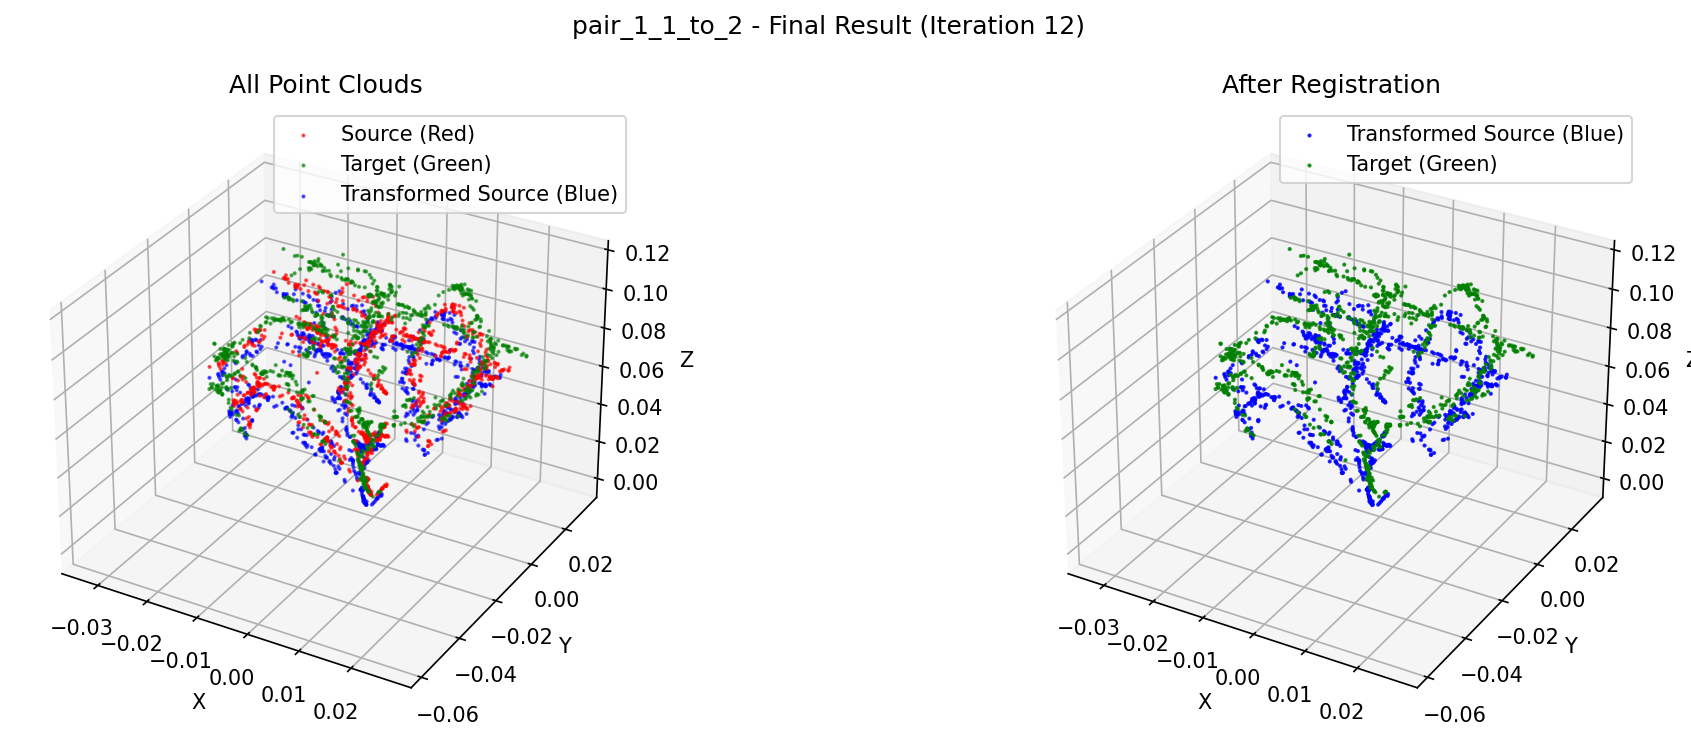 pair_1_1_to_2 - Final Result (Iteration 12)
All Point Clouds
Source (Red)
Target (Green)
Transformed Source (Blue)
0.12
0.10
0.08
0.06
0.04
0.02
0.00
Z
0.02
0.00
−0.02
−0.04
−0.06
Y
−0.03
−0.02
−0.01
0.00
0.01
0.02
X
After Registration
Transformed Source (Blue)
Target (Green)
0.12
0.10
0.08
0.06
0.04
0.02
0.00
0.02
0.00
−0.02
−0.04
−0.06
Y
−0.03
−0.02
−0.01
0.00
0.01
0.02
X